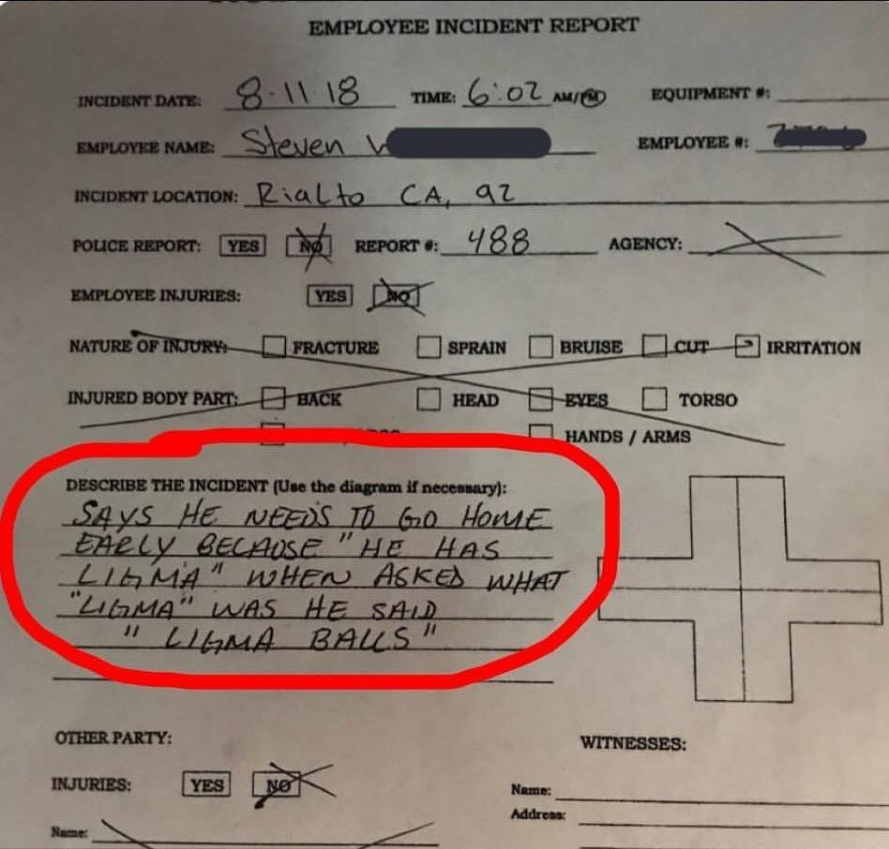 EMPLOYEE INCIDENT REPORT
INCIDENT DATE: 8-11 18 TIME: 6:02 AM/PM EQUIPMENT #:
EMPLOYEE NAME: Steven EMPLOYEE #:
INCIDENT LOCATION: Rialto CA, 92
POLICE REPORT: YES NO REPORT #: 488 AGENCY:
EMPLOYEE INJURIES: YES NO
NATURE OF INJURY: FRACTURE SPRAIN BRUISE CUT IRRITATION
INJURED BODY PART: BACK HEAD EYES TORSO
HANDS / ARMS
DESCRIBE THE INCIDENT (Use the diagram if necessary):
SAYS HE NEEDS TO GO HOME
EARLY BECAUSE "HE HAS
LIGMA" WHEN ASKED WHAT
"LIGMA" WAS HE SAID
"LIGMA BALLS"
OTHER PARTY:
WITNESSES:
INJURIES: YES NO
Name:
Address:
Name: